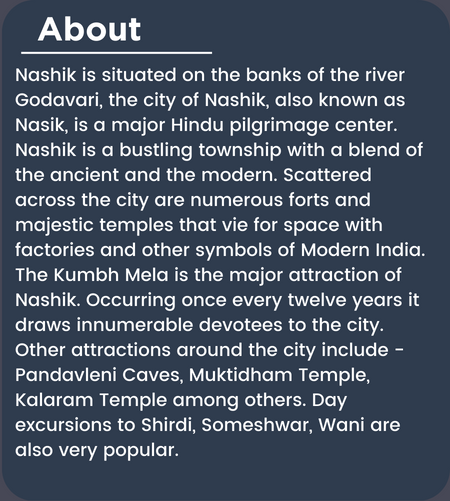 About
Nashik is situated on the banks of the river
Godavari, the city of Nashik, also known as
Nasik, is a major Hindu pilgrimage center.
Nashik is a bustling township with a blend of
the ancient and the modern. Scattered
across the city are numerous forts and
majestic temples that vie for space with
factories and other symbols of Modern India.
The Kumbh Mela is the major attraction of
Nashik. Occurring once every twelve years it
draws innumerable devotees to the city.
Other attractions around the city include -
Pandavleni Caves, Muktidham Temple,
Kalaram Temple among others. Day
excursions to Shirdi, Someshwar, Wani are
also very popular.